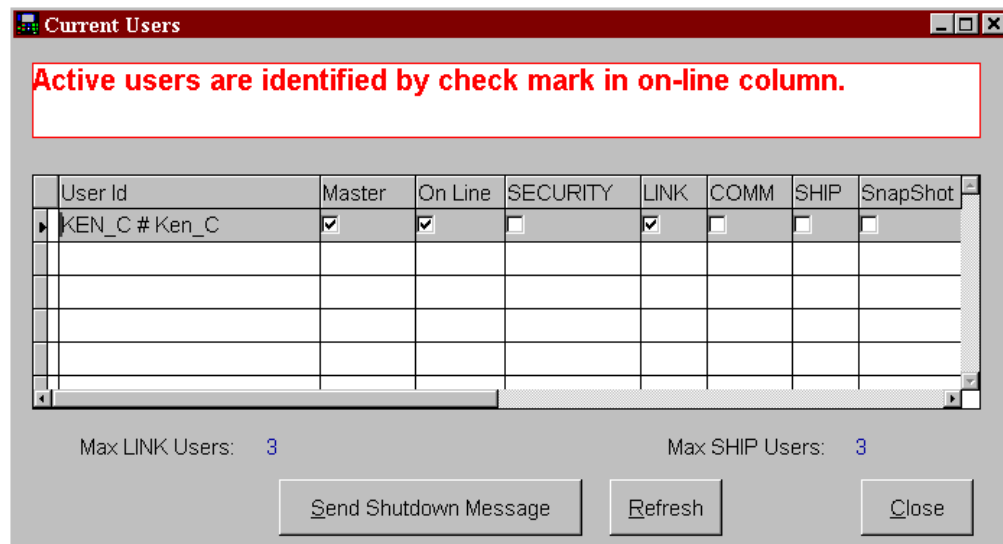 Current Users
Active users are identified by check mark in on-line column.
User Id Master On Line SECURITY LINK COMM SHIP SnapShot
KEN_C # Ken_C
Max LINK Users: 3 Max SHIP Users: 3
Send Shutdown Message Refresh Close